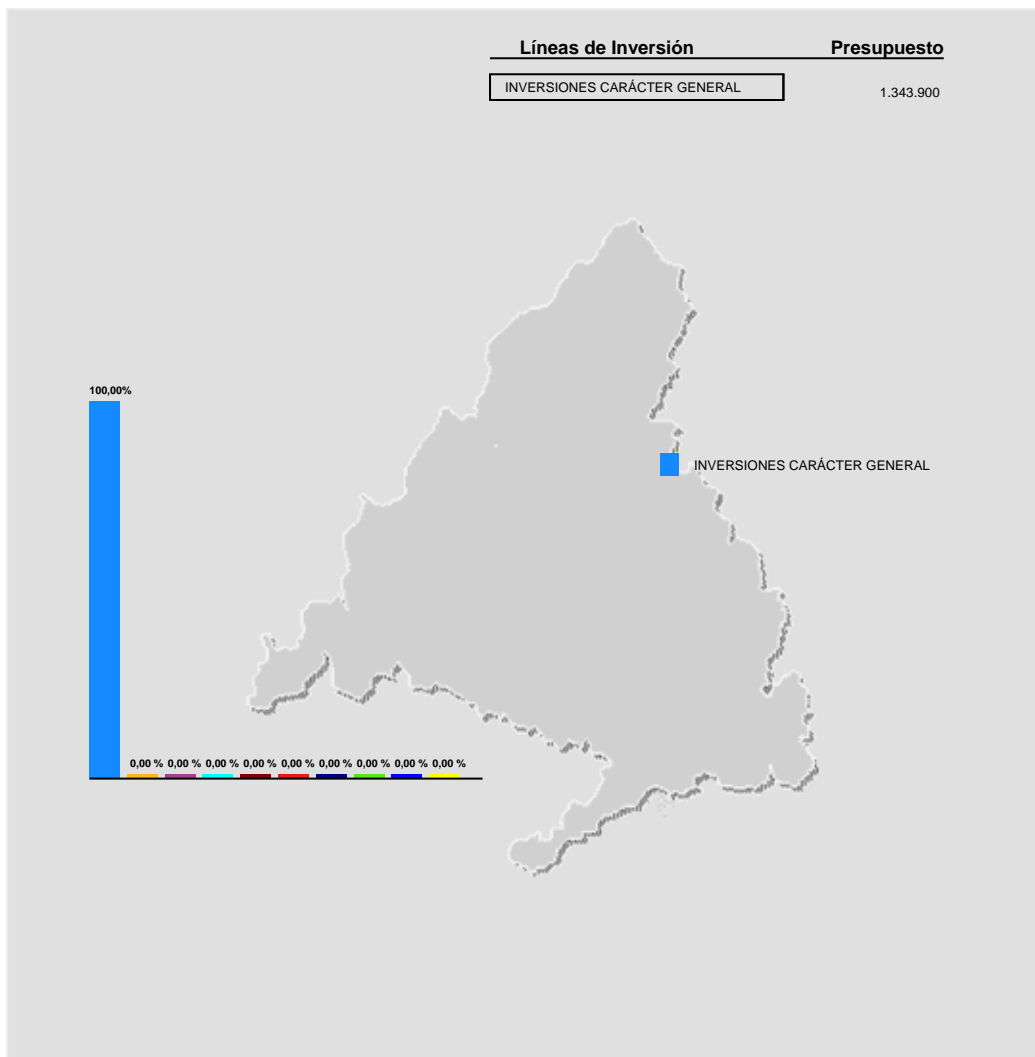 Líneas de Inversión Presupuesto
INVERSIONES CARÁCTER GENERAL 1.343.900
100,00%
INVERSIONES CARÁCTER GENERAL
0,00 % 0,00 % 0,00 % 0,00 % 0,00 % 0,00 % 0,00 % 0,00 % 0,00 %